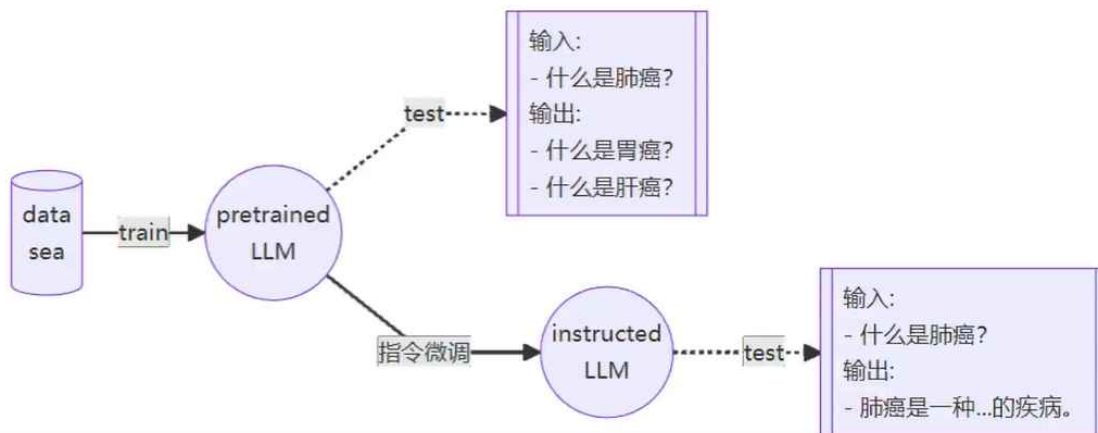 data
sea
train
pretrained
LLM
test
输入:
- 什么是肺癌?
输出:
- 什么是胃癌?
- 什么是肝癌?
指令微调
instructed
LLM
test
输入:
- 什么是肺癌?
输出:
- 肺癌是一种...的疾病。